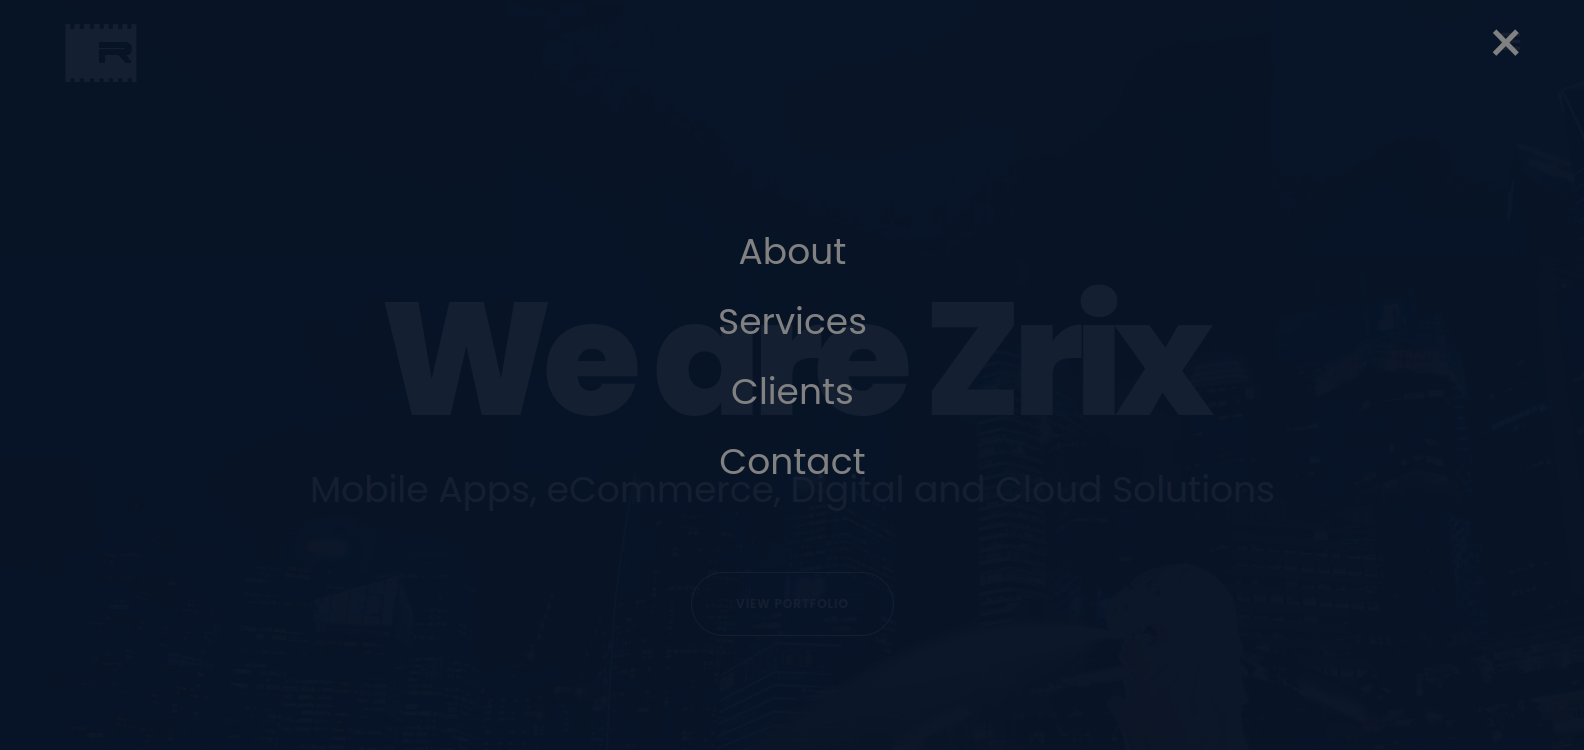 R
About
We are Zrix
Services
Clients
Contact
Mobile Apps, eCommerce, Digital and Cloud Solutions
VIEW PORTFOLIO